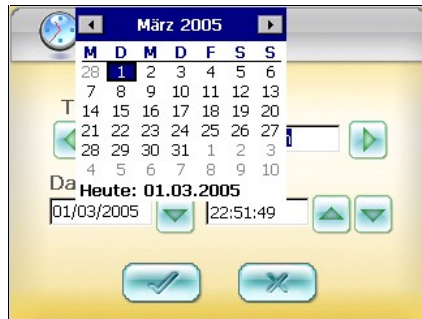 März 2005
M D M D F S S
28 1 2 3 4 5 6
7 8 9 10 11 12 13
14 15 16 17 18 19 20
21 22 23 24 25 26 27
28 29 30 31 1 2 3
4 5 6 7 8 9 10
Heute: 01.03.2005
01/03/2005 22:51:49